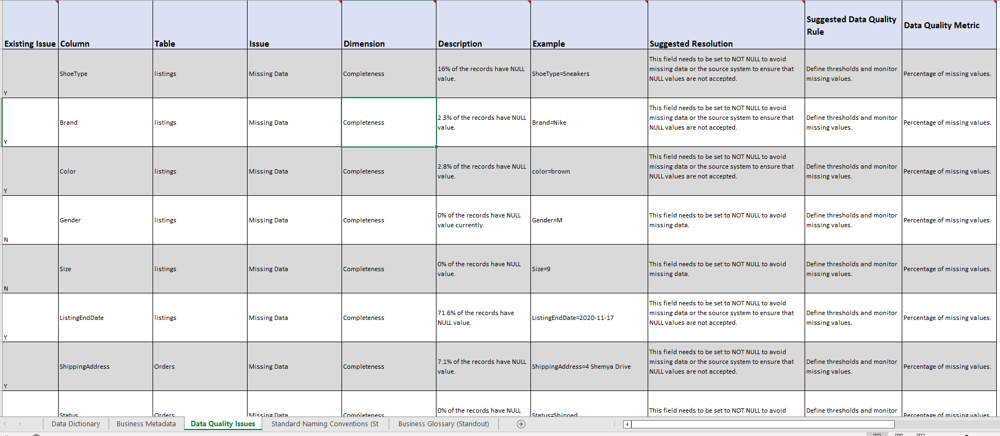 Existing Issue Column Table Issue Dimension Description Example Suggested Resolution Suggested Data Quality Rule Data Quality Metric
Y
ShoeType
listings
Missing Data
Completeness
16% of the records have NULL
value.
ShoeType=Sneakers
This field needs to be set to NOT NULL to avoid
missing data or the source system to ensure that
NULL values are not accepted.
Define thresholds and monitor
missing values.
Percentage of missing values.
Y
Brand
listings
Missing Data
Completeness
2.3% of the records have NULL
value.
Brand=Nike
This field needs to be set to NOT NULL to avoid
missing data or the source system to ensure that
NULL values are not accepted.
Define thresholds and monitor
missing values.
Percentage of missing values.
Y
Color
listings
Missing Data
Completeness
2.8% of the records have NULL
value.
color=brown
This field needs to be set to NOT NULL to avoid
missing data or the source system to ensure that
NULL values are not accepted.
Define thresholds and monitor
missing values.
Percentage of missing values.
N
Gender
listings
Missing Data
Completeness
0% of the records have NULL
value currently.
Gender=M
This field needs to be set to NOT NULL to avoid
missing data.
Define thresholds and monitor
missing values.
Percentage of missing values.
N
Size
listings
Missing Data
Completeness
0% of the records have NULL
value.
Size=9
This field needs to be set to NOT NULL to avoid
missing data.
Define thresholds and monitor
missing values.
Percentage of missing values.
Y
ListingEndDate
listings
Missing Data
Completeness
71.6% of the records have
NULL value.
ListingEndDate=2020-11-17
This field needs to be set to NOT NULL to avoid
missing data or the source system to ensure that
NULL values are not accepted.
Define thresholds and monitor
missing values.
Percentage of missing values.
Y
ShippingAddress
Orders
Missing Data
Completeness
7.1% of the records have NULL
value.
ShippingAddress=4 Shemya Drive
This field needs to be set to NOT NULL to avoid
missing data or the source system to ensure that
NULL values are not accepted.
Define thresholds and monitor
missing values.
Percentage of missing values.
Status
Orders
Missing Data
Completeness
0% of the records have NULL
Status=Shipped
This field needs to be set to NOT NULL to avoid
Define thresholds and monitor
Percentage of missing values.
Data Dictionary Business Metadata Data Quality Issues Standard Naming Conventions (St Business Glossary (Standout)